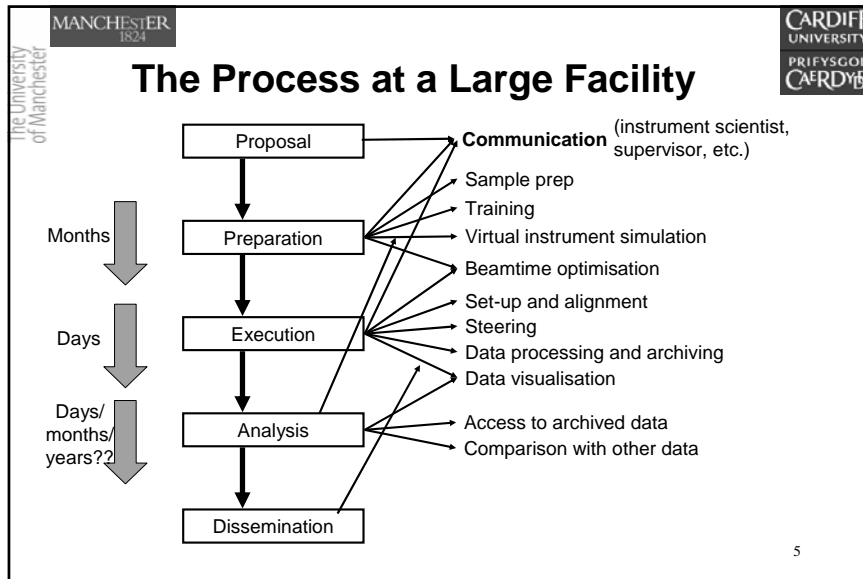 MANCHESTER
1824
The University
of Manchester
CARDIFF
UNIVERSITY
PRIFYSGOL
CAERDYD
The Process at a Large Facility
Proposal
Communication (instrument scientist,
supervisor, etc.)
Sample prep
Training
Months
Preparation
Virtual instrument simulation
Beamtime optimisation
Set-up and alignment
Days
Execution
Steering
Data processing and archiving
Data visualisation
Days/
months/
years??
Analysis
Access to archived data
Comparison with other data
Dissemination
5